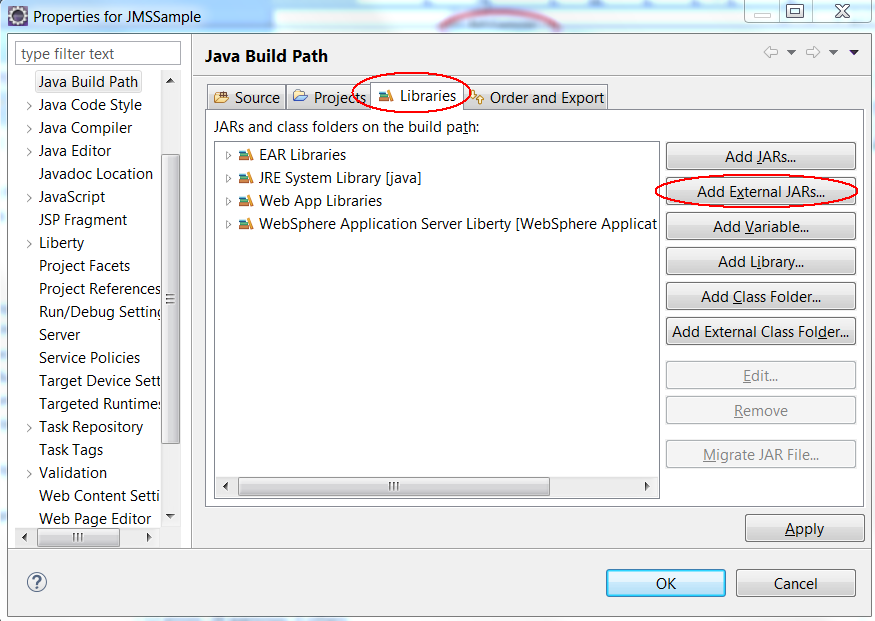 Properties for JMSSample
type filter text
Java Build Path
Java Code Style
Java Compiler
Java Editor
Javadoc Location
JavaScript
JSP Fragment
Liberty
Project Facets
Project References
Run/Debug Setting
Server
Service Policies
Target Device Sett
Targeted Runtimes
Task Repository
Task Tags
Validation
Web Content Setti
Web Page Editor
Java Build Path
Source Projects Libraries Order and Export
JARs and class folders on the build path:
EAR Libraries
JRE System Library [java]
Web App Libraries
WebSphere Application Server Liberty [WebSphere Applicat
Add JARs...
Add External JARs...
Add Variable...
Add Library...
Add Class Folder...
Add External Class Folder...
Edit...
Remove
Migrate JAR File...
Apply
?
OK Cancel